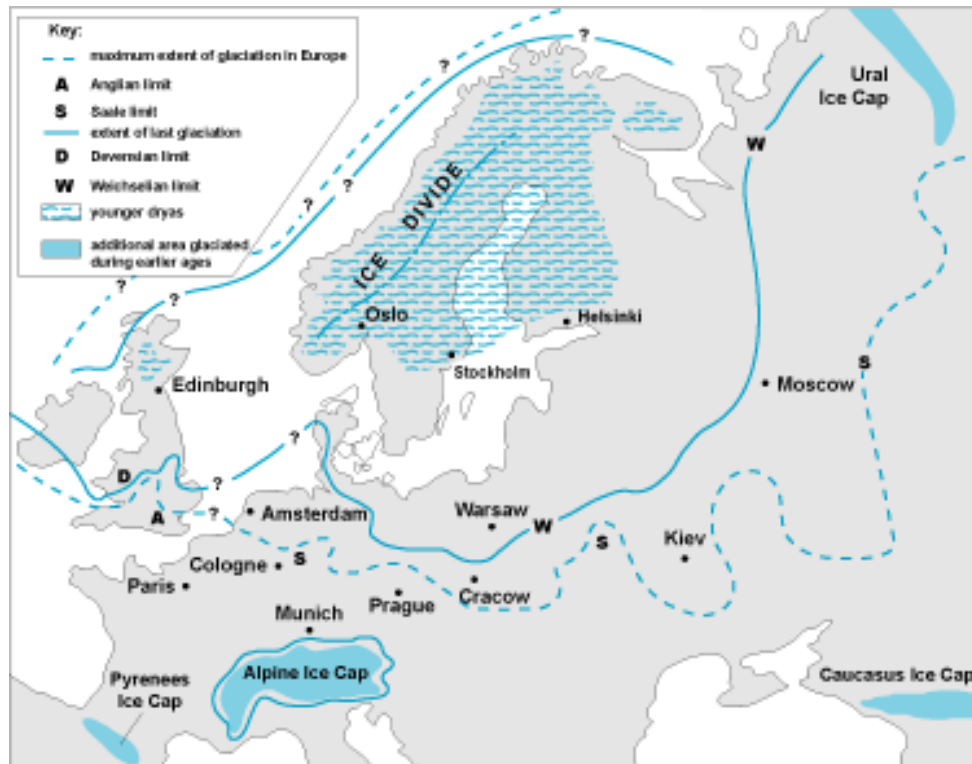 Key:
maximum extent of glaciation in Europe
A Anglian limit
S Saale limit
extent of last glaciation
D Devensian limit
W Weichselian limit
younger dryas
additional area glaciated
during earlier ages
?
?
?
?
?
?
?
Ural
Ice Cap
W
ICE DIVIDE
Oslo
Helsinki
Stockholm
Edinburgh
S
Moscow
?
D
?
A
?
Amsterdam
Warsaw
W
S
Kiev
Cologne
S
Paris
Prague
Cracow
Munich
Alpine Ice Cap
Pyrenees
Ice Cap
Caucasus Ice Cap